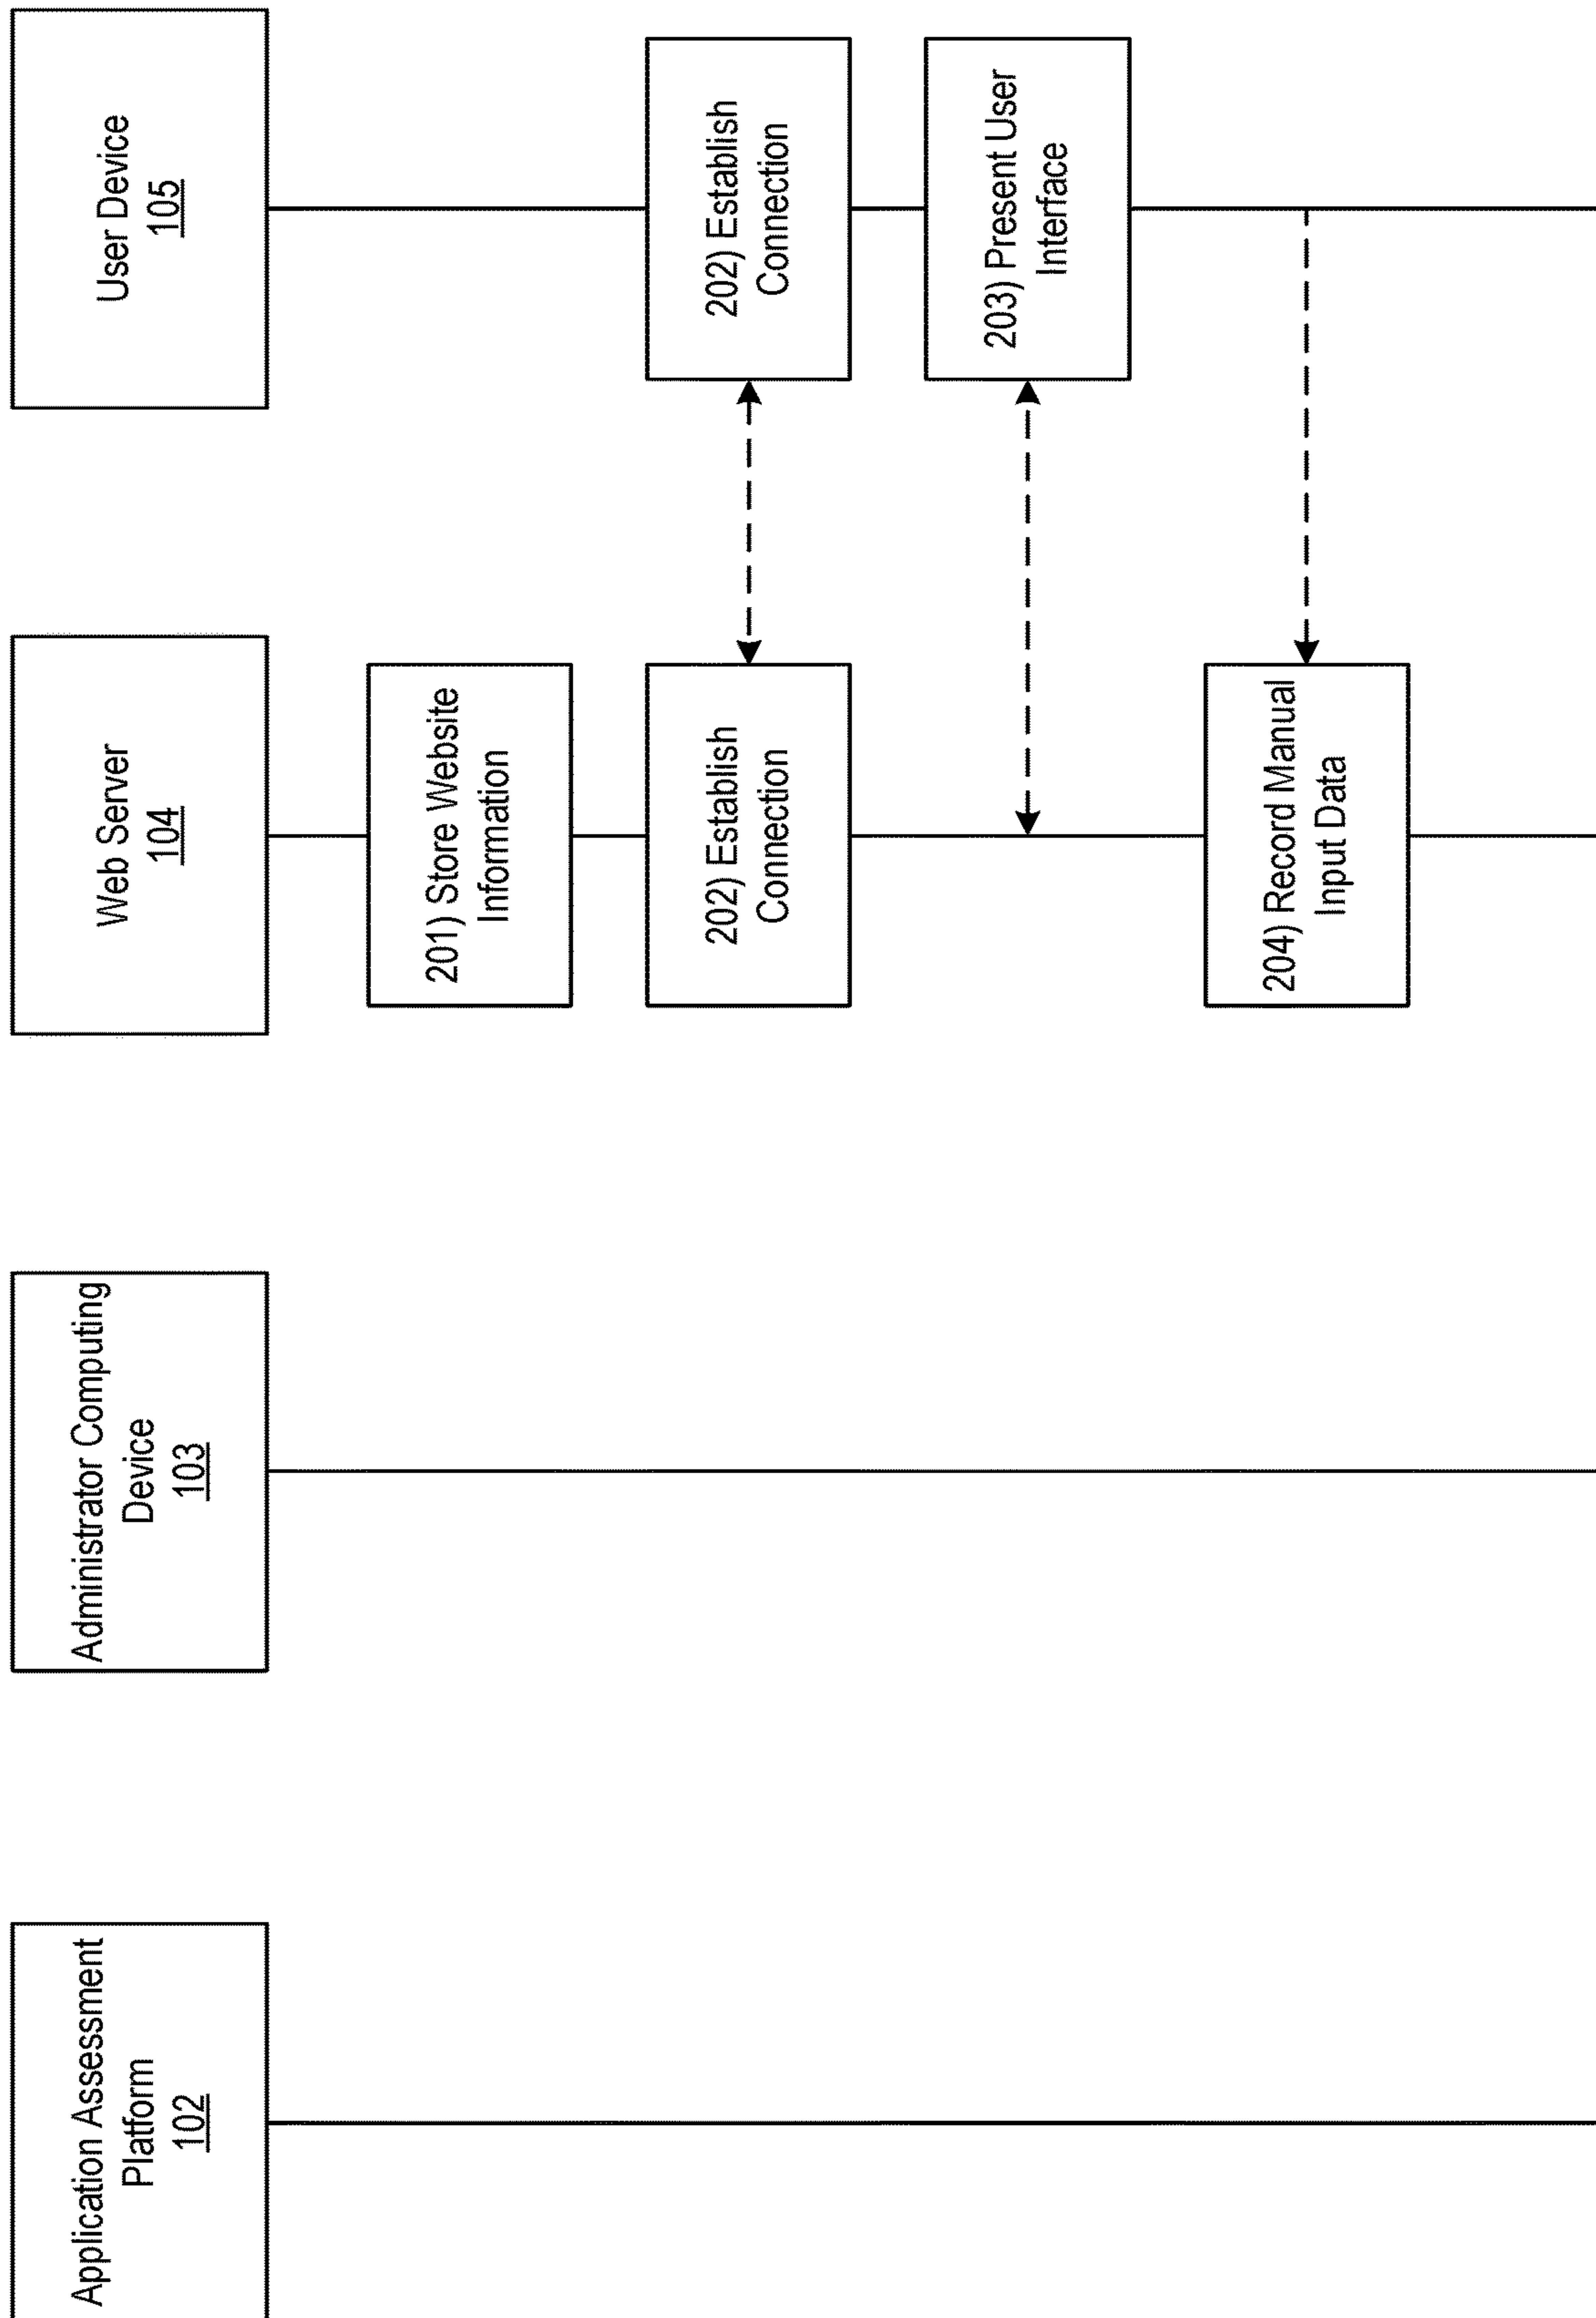 Application Assessment
Platform
102
Administrator Computing
Device
103
Web Server
104
User Device
105
201) Store Website
Information
202) Establish
Connection
202) Establish
Connection
203) Present User
Interface
204) Record Manual
Input Data